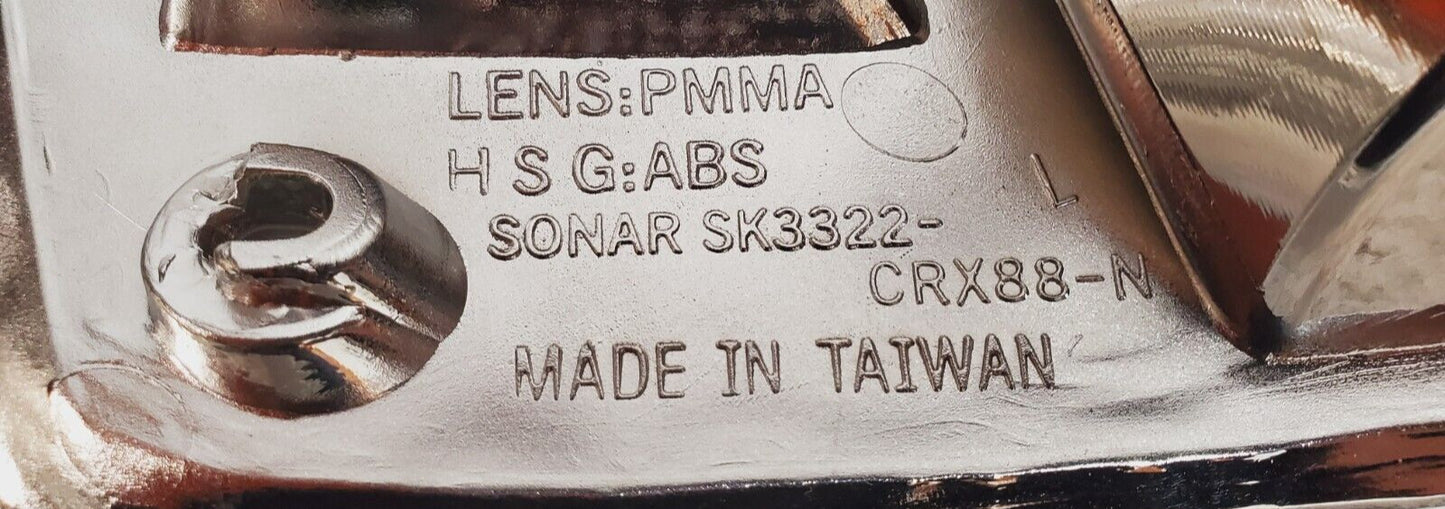 LENS:PMMA
H S G:ABS
L
SONAR SK3322-
CRX88-N
MADE IN TAIWAN